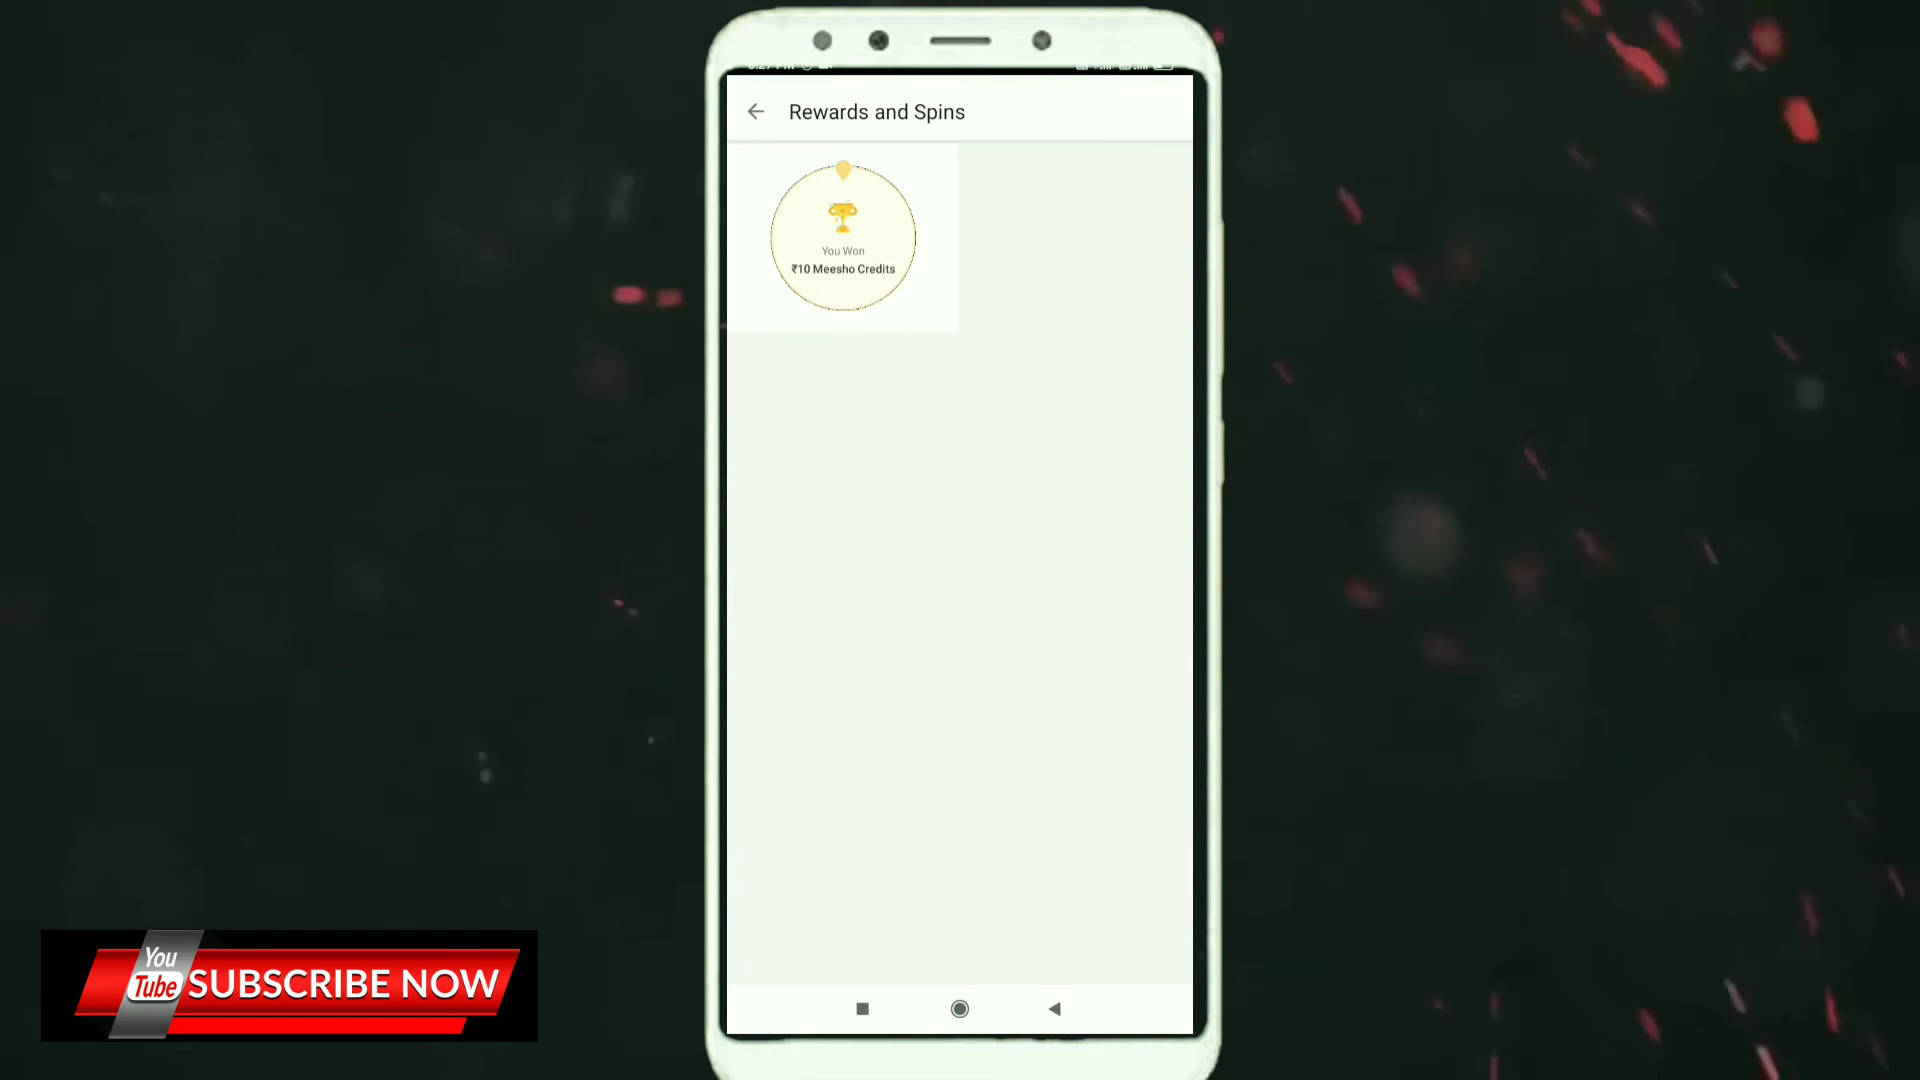 Rewards and Spins
You Won
₹10 Meesho Credits
You
Tube
SUBSCRIBE NOW